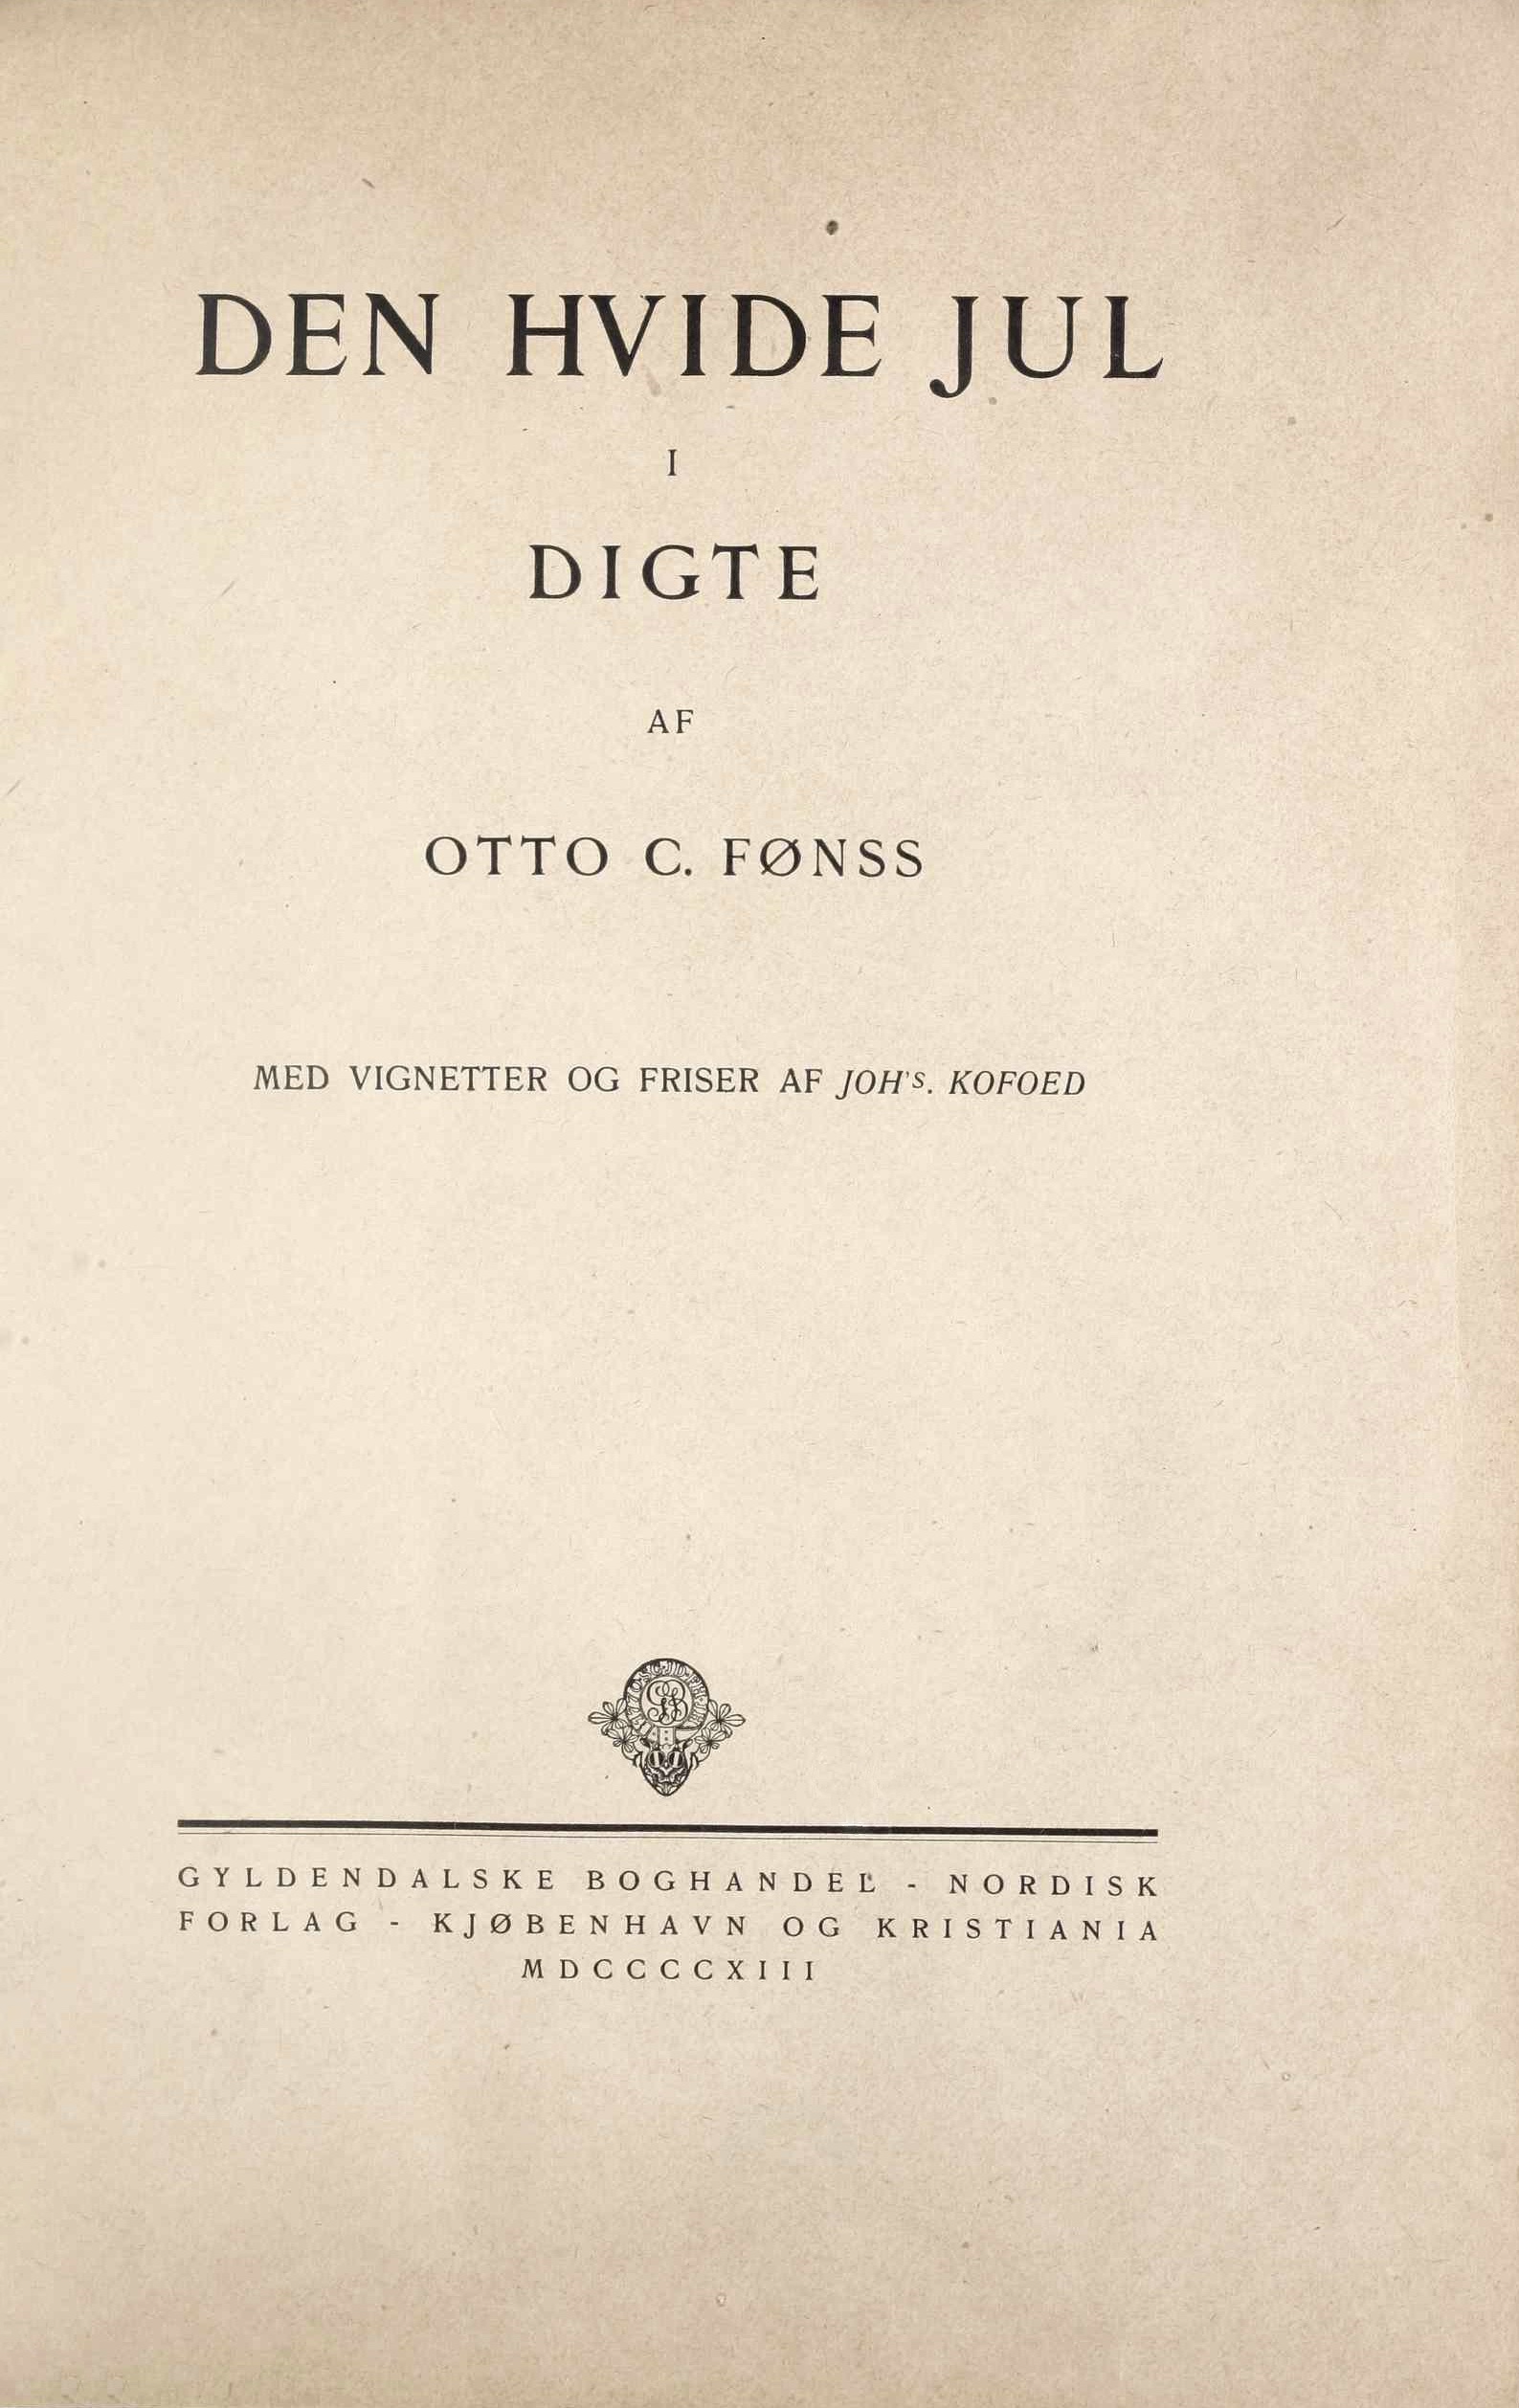 DEN HVIDE JUL
I
DIGTE
AF
OTTO C. FØNSS
MED VIGNETTER OG FRISER AF JOH's. KOFOED
GYLDENDALSKE BOGHANDEL - NORDISK
FORLAG - KJØBENHAVN OG KRISTIANIA
MDCCCCXIII